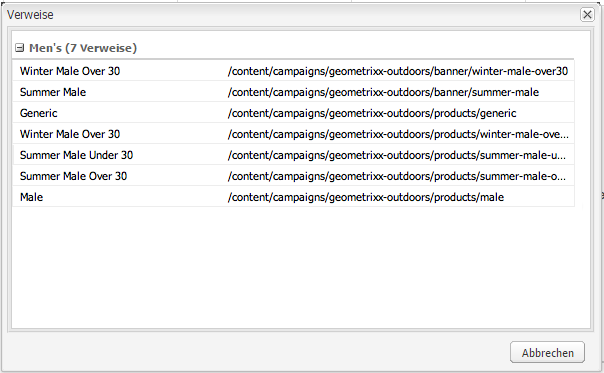 Verweise
Men's (7 Verweise)
Winter Male Over 30 /content/campaigns/geometrixx-outdoors/banner/winter-male-over30
Summer Male /content/campaigns/geometrixx-outdoors/banner/summer-male
Generic /content/campaigns/geometrixx-outdoors/products/generic
Winter Male Over 30 /content/campaigns/geometrixx-outdoors/products/winter-male-ove...
Summer Male Under 30 /content/campaigns/geometrixx-outdoors/products/summer-male-u...
Summer Male Over 30 /content/campaigns/geometrixx-outdoors/products/summer-male-o...
Male /content/campaigns/geometrixx-outdoors/products/male
Abbrechen